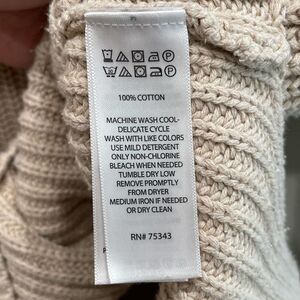 100% COTTON
MACHINE WASH COOL-
DELICATE CYCLE
WASH WITH LIKE COLORS
USE MILD DETERGENT
ONLY NON-CHLORINE
BLEACH WHEN NEEDED
TUMBLE DRY LOW
REMOVE PROMPTLY
FROM DRYER
MEDIUM IRON IF NEEDED
OR DRY CLEAN
RN# 75343